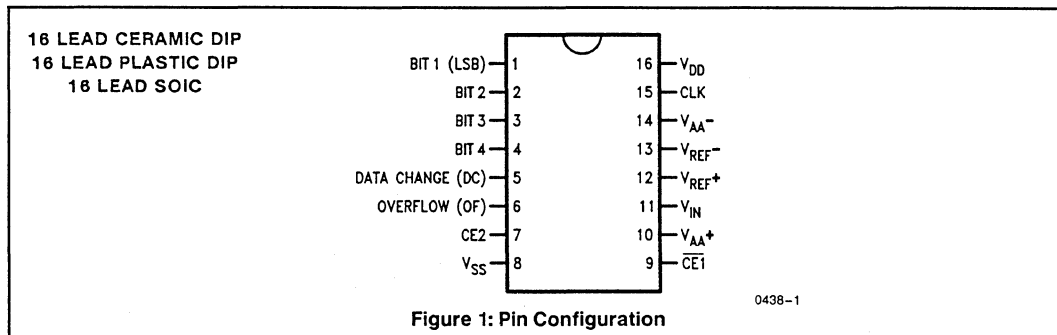 16 LEAD CERAMIC DIP
16 LEAD PLASTIC DIP
16 LEAD SOIC
BIT 1 (LSB) 1 16 V_DD
BIT 2 2 15 CLK
BIT 3 3 14 V_AA-
BIT 4 4 13 V_REF-
DATA CHANGE (DC) 5 12 V_REF+
OVERFLOW (OF) 6 11 V_IN
CE2 7 10 V_AA+
V_SS 8 9 C̅E̅1̅
0438-1
Figure 1: Pin Configuration